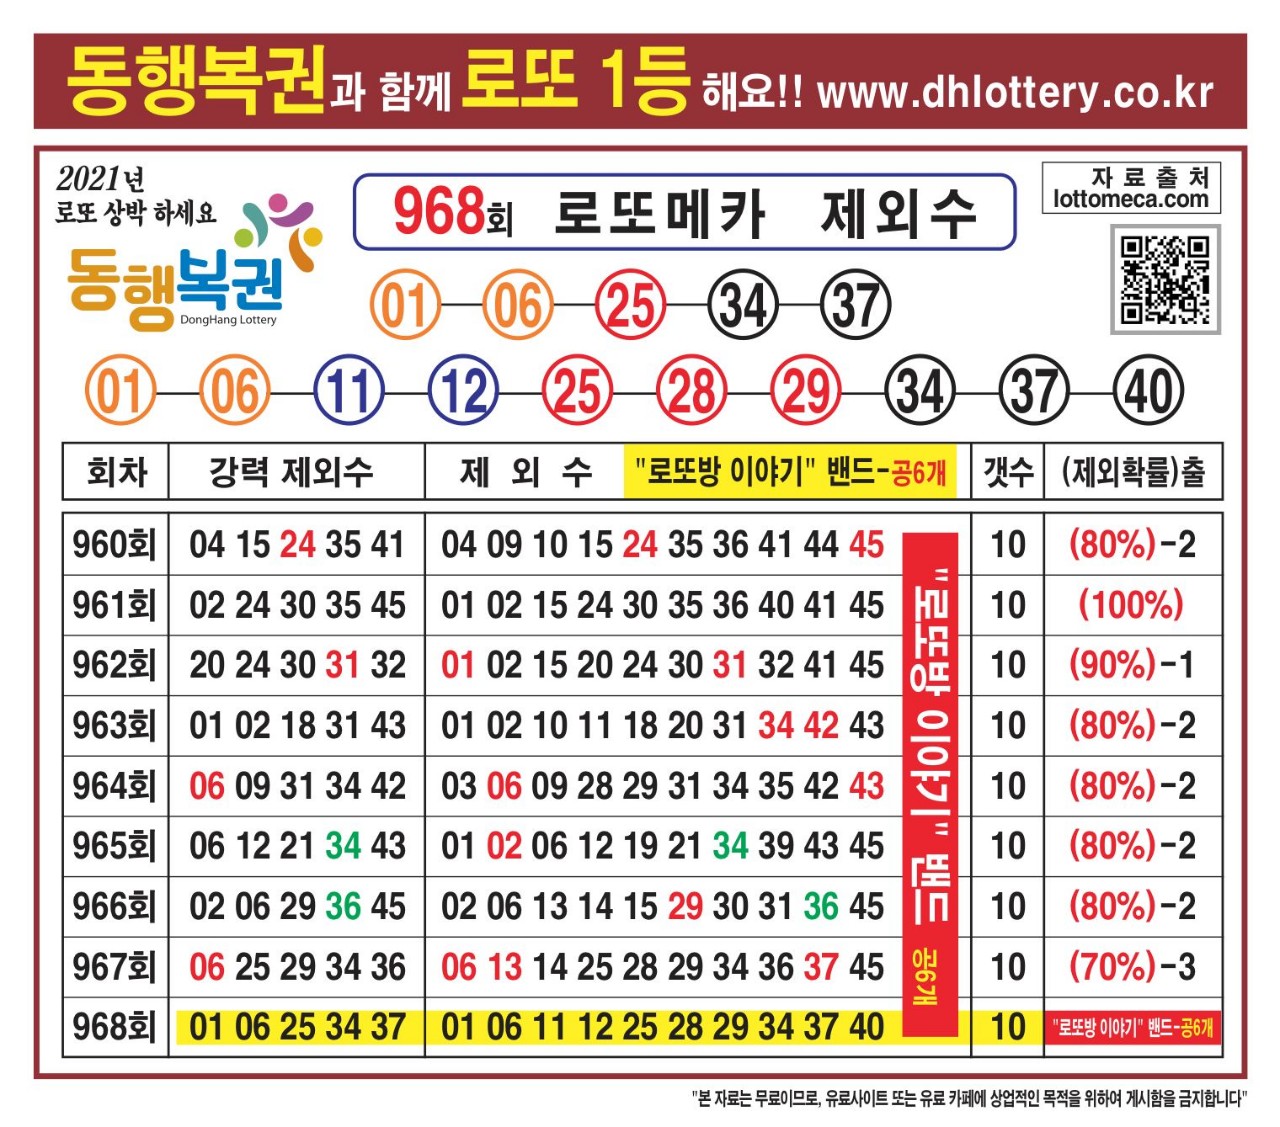 동행복권과 함께 로또 1등 해요!! www.dhlottery.co.kr
2021년
로또 상박 하세요
동행복권
DongHang Lottery
968회 로또메카 제외수
자료출처
lottomeca.com
01 06 25 34 37
01 06 11 12 25 28 29 34 37 40
회차 강력 제외수 제 외 수 "로또방 이야기" 밴드-공6개 갯수 (제외확률)출
960회 04 15 24 35 41 04 09 10 15 24 35 36 41 44 45 10 (80%)-2
961회 02 24 30 35 45 01 02 15 24 30 35 36 40 41 45 10 (100%)
962회 20 24 30 31 32 01 02 15 20 24 30 31 32 41 45 10 (90%)-1
963회 01 02 18 31 43 01 02 10 11 18 20 31 34 42 43 10 (80%)-2
964회 06 09 31 34 42 03 06 09 28 29 31 34 35 42 43 10 (80%)-2
965회 06 12 21 34 43 01 02 06 12 19 21 34 39 43 45 10 (80%)-2
966회 02 06 29 36 45 02 06 13 14 15 29 30 31 36 45 10 (80%)-2
967회 06 25 29 34 36 06 13 14 25 28 29 34 36 37 45 10 (70%)-3
968회 01 06 25 34 37 01 06 11 12 25 28 29 34 37 40 10 "로또방 이야기" 밴드-공6개
"로또방 이야기" 밴드 공6개
"본 자료는 무료이므로, 유료사이트 또는 유료 카페에 상업적인 목적을 위하여 게시함을 금지합니다"